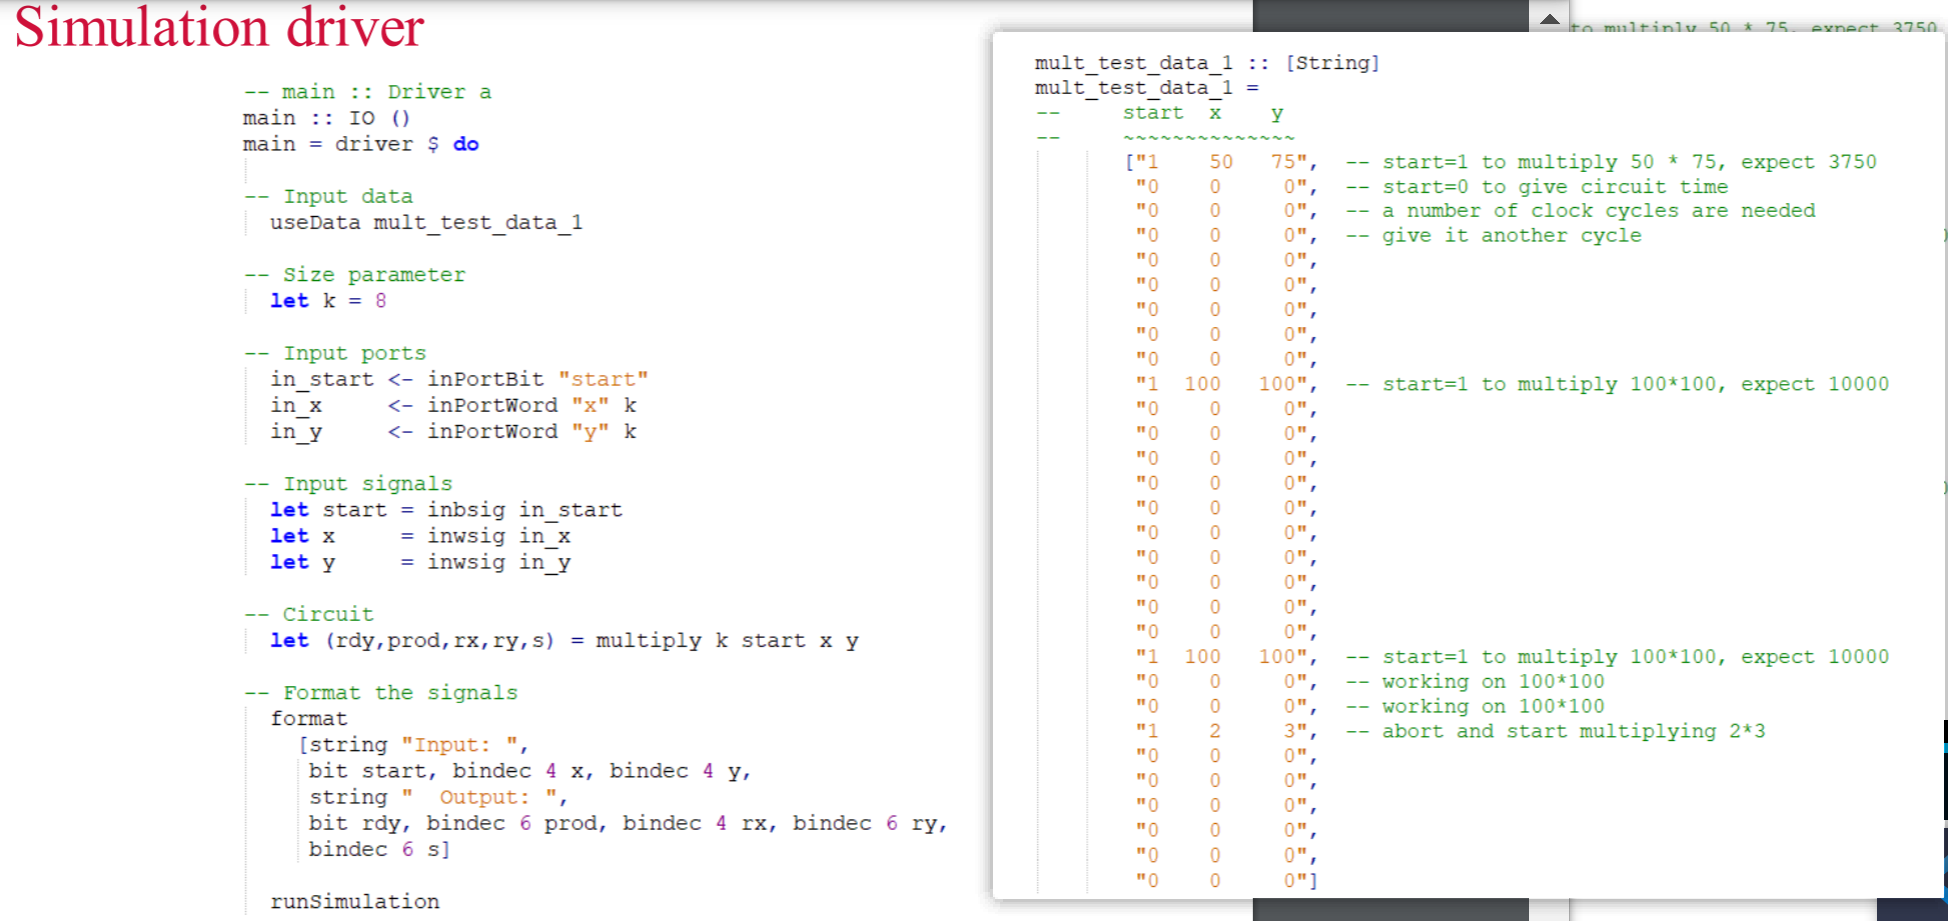 Simulation driver
-- main :: Driver a
main :: IO ()
main = driver $ do
-- Input data
useData mult_test_data_1
-- Size parameter
let k = 8
-- Input ports
in_start <- inPortBit "start"
in_x     <- inPortWord "x" k
in_y     <- inPortWord "y" k
-- Input signals
let start = inbsig in_start
let x     = inwsig in_x
let y     = inwsig in_y
-- Circuit
let (rdy,prod,rx,ry,s) = multiply k start x y
-- Format the signals
format
[string "Input: ",
bit start, bindec 4 x, bindec 4 y,
string "  Output: ",
bit rdy, bindec 6 prod, bindec 4 rx, bindec 6 ry,
bindec 6 s]
runSimulation
to multiply 50 * 75, expect 3750
mult_test_data_1 :: [String]
mult_test_data_1 =
--     start  x    y
--     ~~~~~~~~~~~~~~
["1    50   75",  -- start=1 to multiply 50 * 75, expect 3750
"0    0     0",  -- start=0 to give circuit time
"0    0     0",  -- a number of clock cycles are needed
"0    0     0",  -- give it another cycle
"0    0     0",
"0    0     0",
"0    0     0",
"0    0     0",
"0    0     0",
"1  100   100",  -- start=1 to multiply 100*100, expect 10000
"0    0     0",
"0    0     0",
"0    0     0",
"0    0     0",
"0    0     0",
"0    0     0",
"0    0     0",
"0    0     0",
"0    0     0",
"0    0     0",
"1  100   100",  -- start=1 to multiply 100*100, expect 10000
"0    0     0",  -- working on 100*100
"0    0     0",  -- working on 100*100
"1    2     3",  -- abort and start multiplying 2*3
"0    0     0",
"0    0     0",
"0    0     0",
"0    0     0",
"0    0     0",
"0    0     0"]